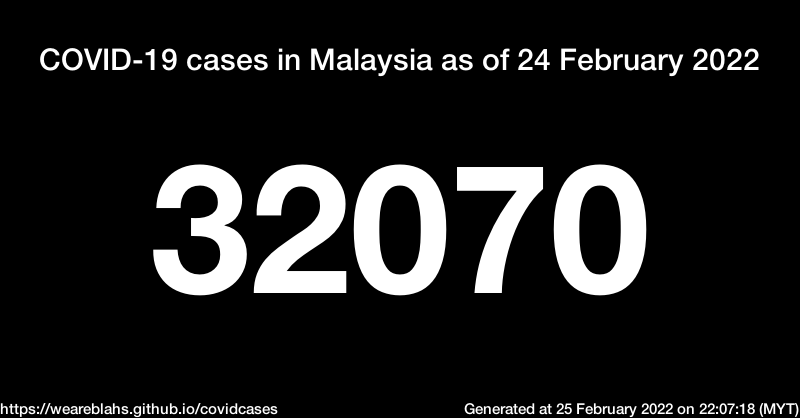 COVID-19 cases in Malaysia as of 24 February 2022
32070
https://weareblahs.github.io/covidcases
Generated at 25 February 2022 on 22:07:18 (MYT)